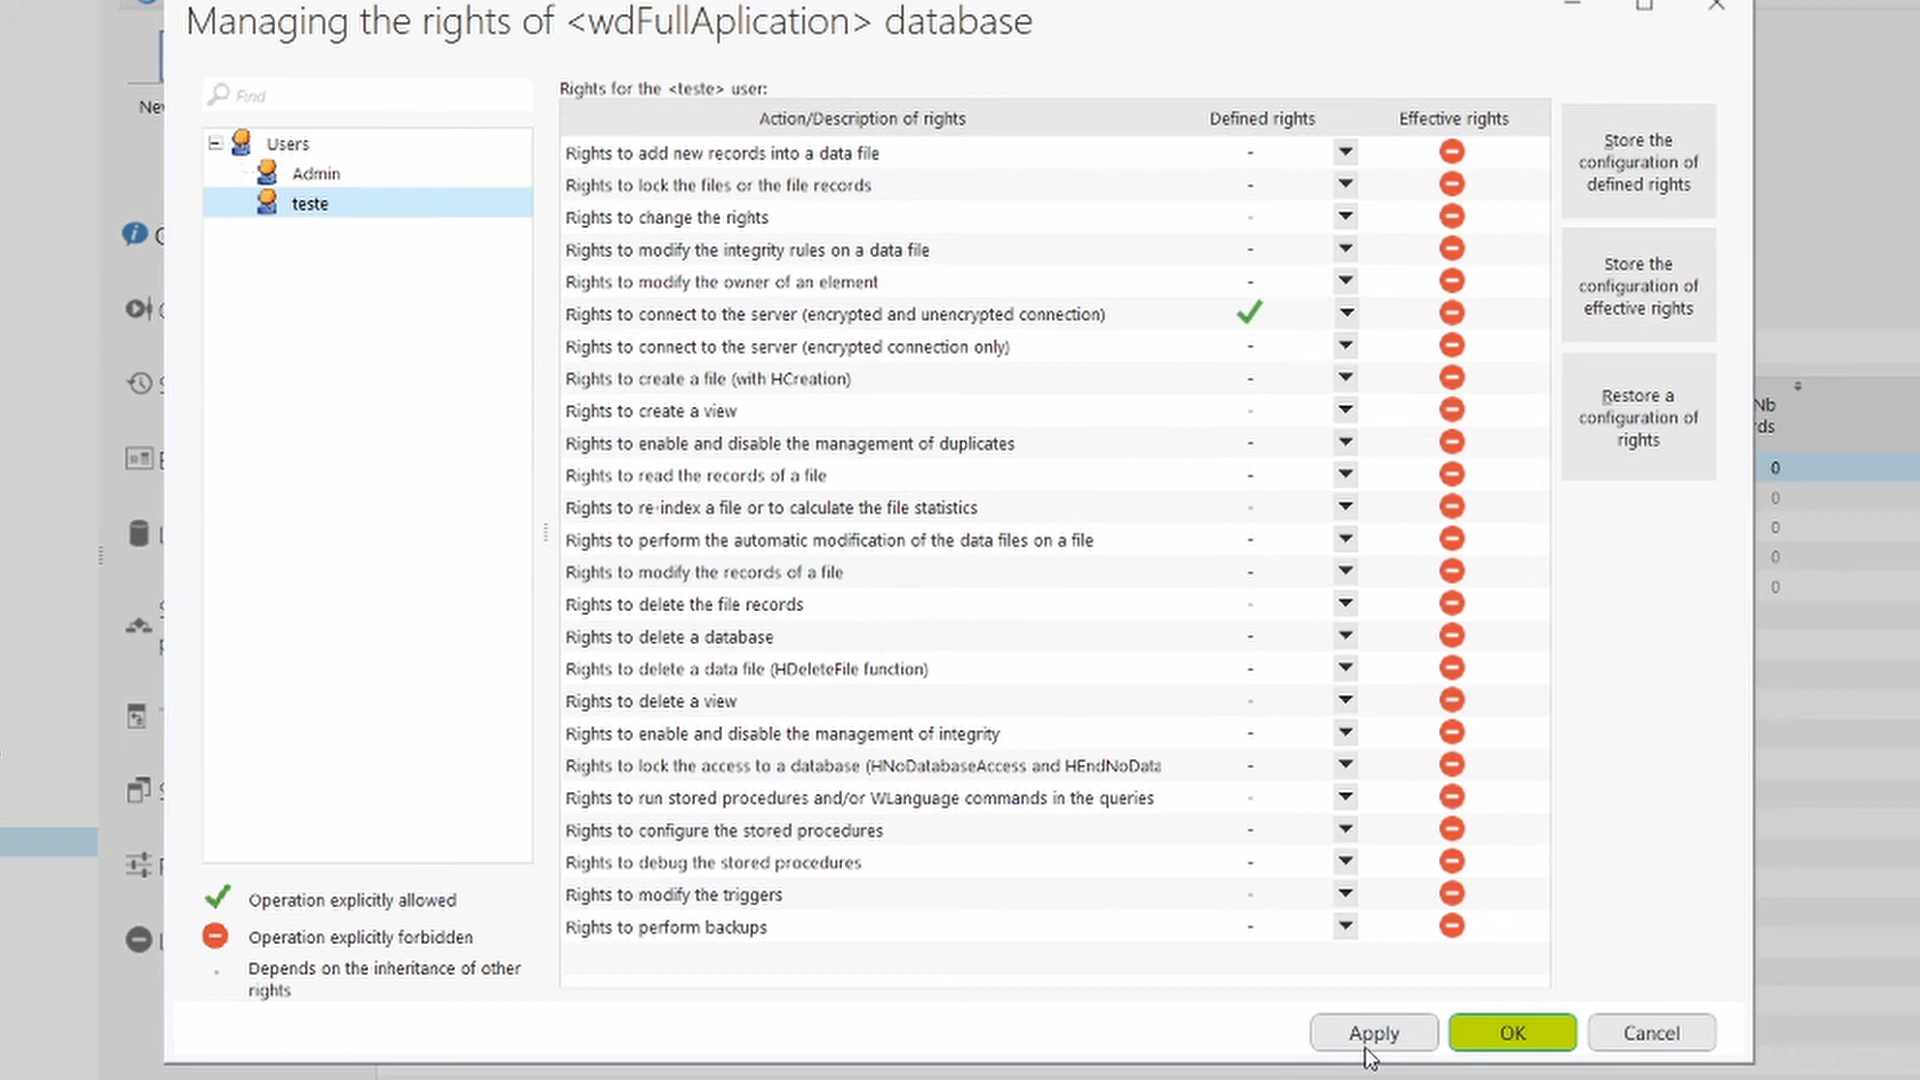 Managing the rights of <wdFullAplication> database
Find
Users
Admin
teste
Operation explicitly allowed
Operation explicitly forbidden
Depends on the inheritance of other
rights
Rights for the <teste> user:
Action/Description of rights Defined rights Effective rights
Rights to add new records into a data file -
Rights to lock the files or the file records -
Rights to change the rights -
Rights to modify the integrity rules on a data file -
Rights to modify the owner of an element -
Rights to connect to the server (encrypted and unencrypted connection)
Rights to connect to the server (encrypted connection only) -
Rights to create a file (with HCreation) -
Rights to create a view -
Rights to enable and disable the management of duplicates -
Rights to read the records of a file -
Rights to re-index a file or to calculate the file statistics -
Rights to perform the automatic modification of the data files on a file -
Rights to modify the records of a file -
Rights to delete the file records -
Rights to delete a database -
Rights to delete a data file (HDeleteFile function) -
Rights to delete a view -
Rights to enable and disable the management of integrity -
Rights to lock the access to a database (HNoDatabaseAccess and HEndNoData -
Rights to run stored procedures and/or WLanguage commands in the queries -
Rights to configure the stored procedures -
Rights to debug the stored procedures -
Rights to modify the triggers -
Rights to perform backups -
Store the
configuration of
defined rights
Store the
configuration of
effective rights
Restore a
configuration of
rights
Apply OK Cancel
Nb
0
0
0
0
0